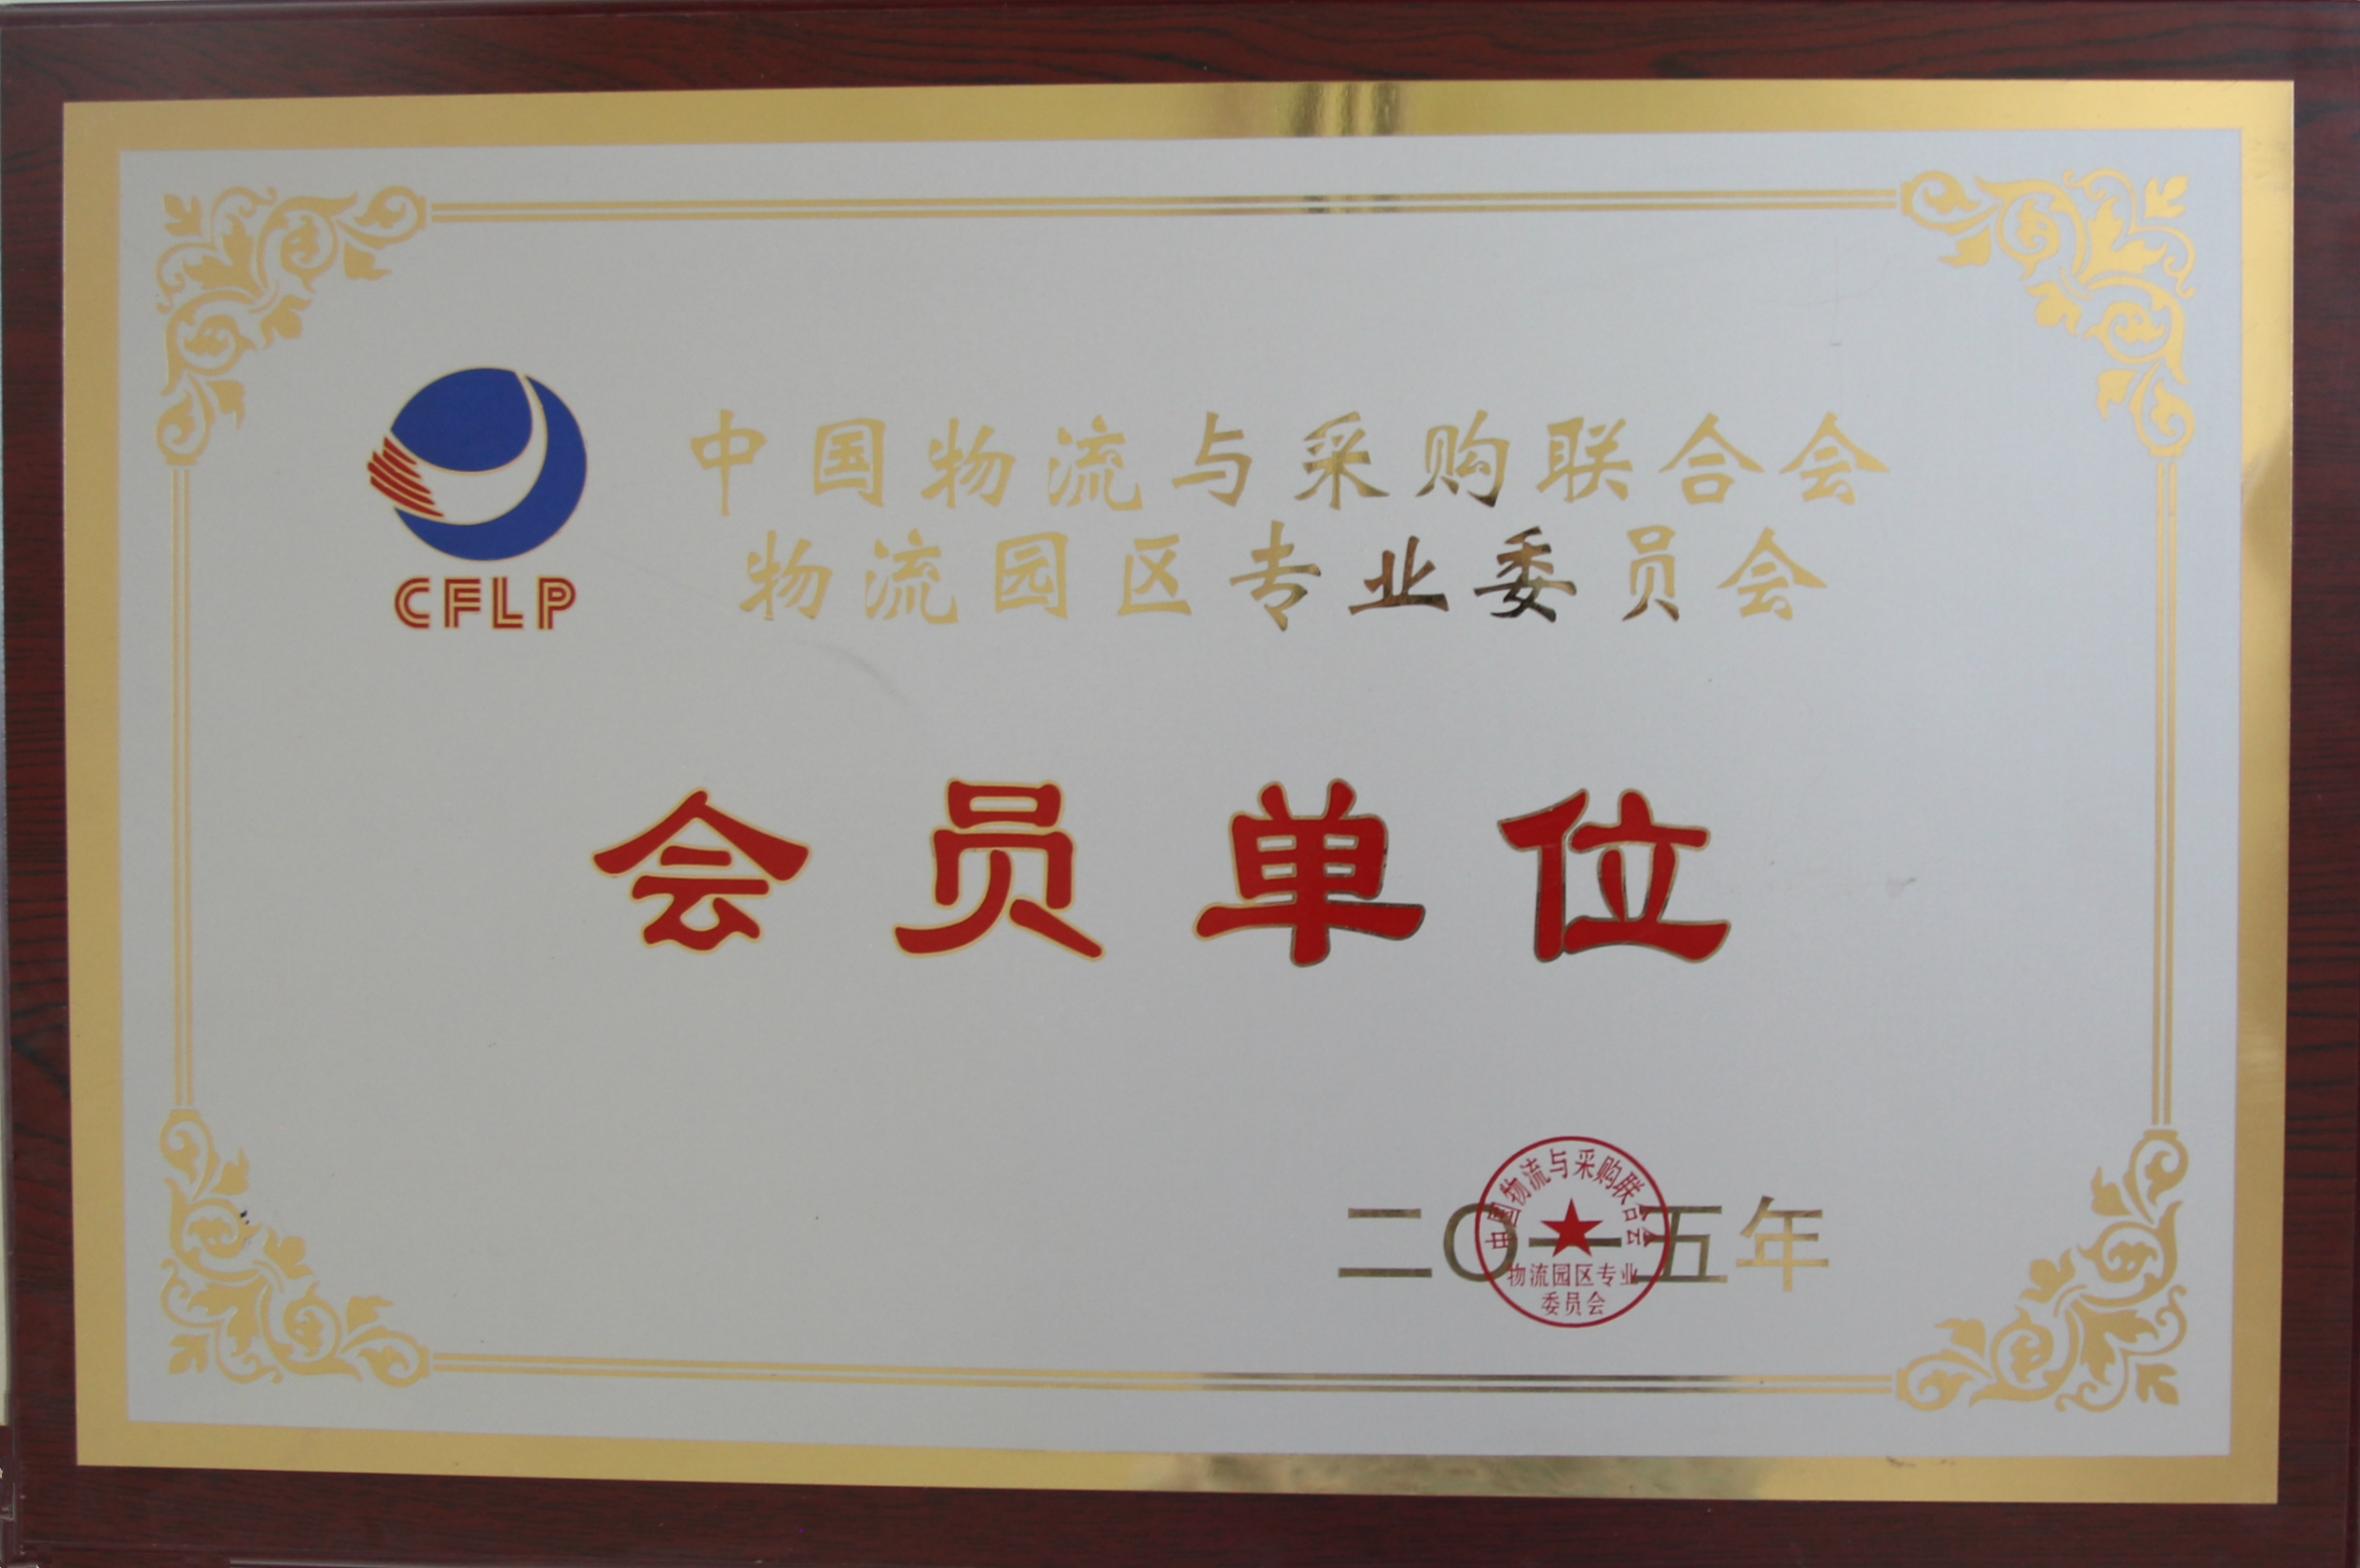 中国物流与采购联合会
物流园区专业委员会
CFLP
会员单位
二〇一五年
中国物流与采购联合会
物流园区专业
委员会